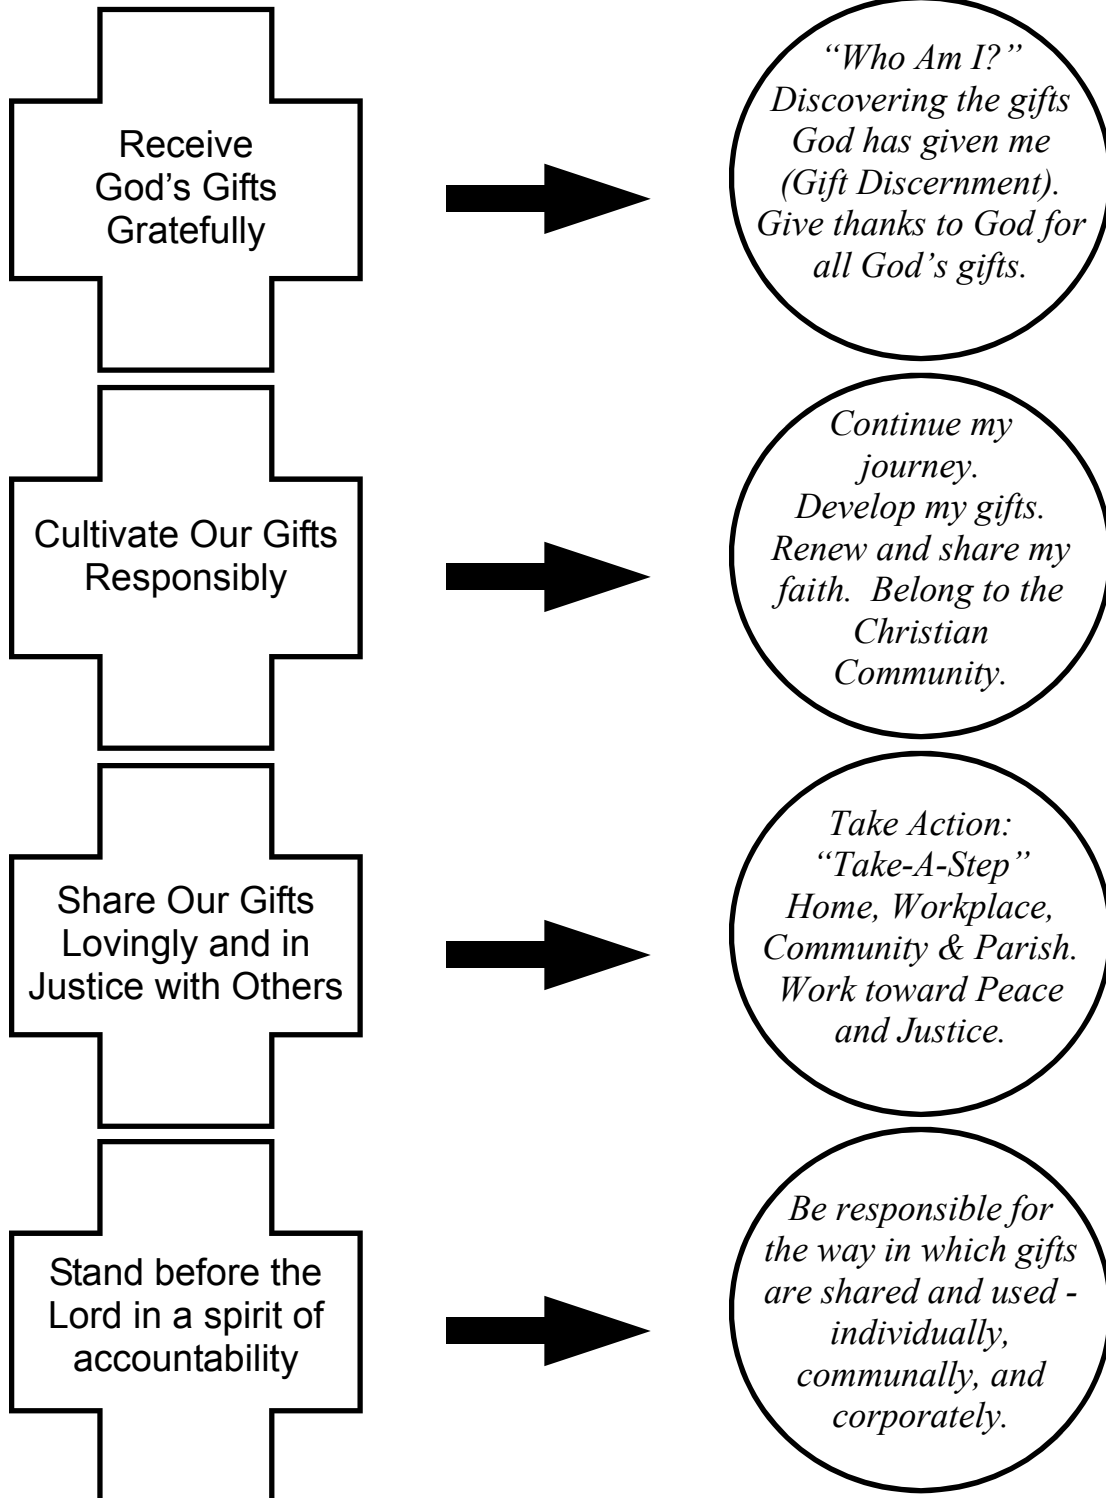 Receive
God’s Gifts
Gratefully
“Who Am I?”
Discovering the gifts
God has given me
(Gift Discernment).
Give thanks to God for
all God’s gifts.
Cultivate Our Gifts
Responsibly
Continue my
journey.
Develop my gifts.
Renew and share my
faith.  Belong to the
Christian
Community.
Share Our Gifts
Lovingly and in
Justice with Others
Take Action:
“Take-A-Step”
Home, Workplace,
Community & Parish.
Work toward Peace
and Justice.
Stand before the
Lord in a spirit of
accountability
Be responsible for
the way in which gifts
are shared and used -
individually,
communally, and
corporately.